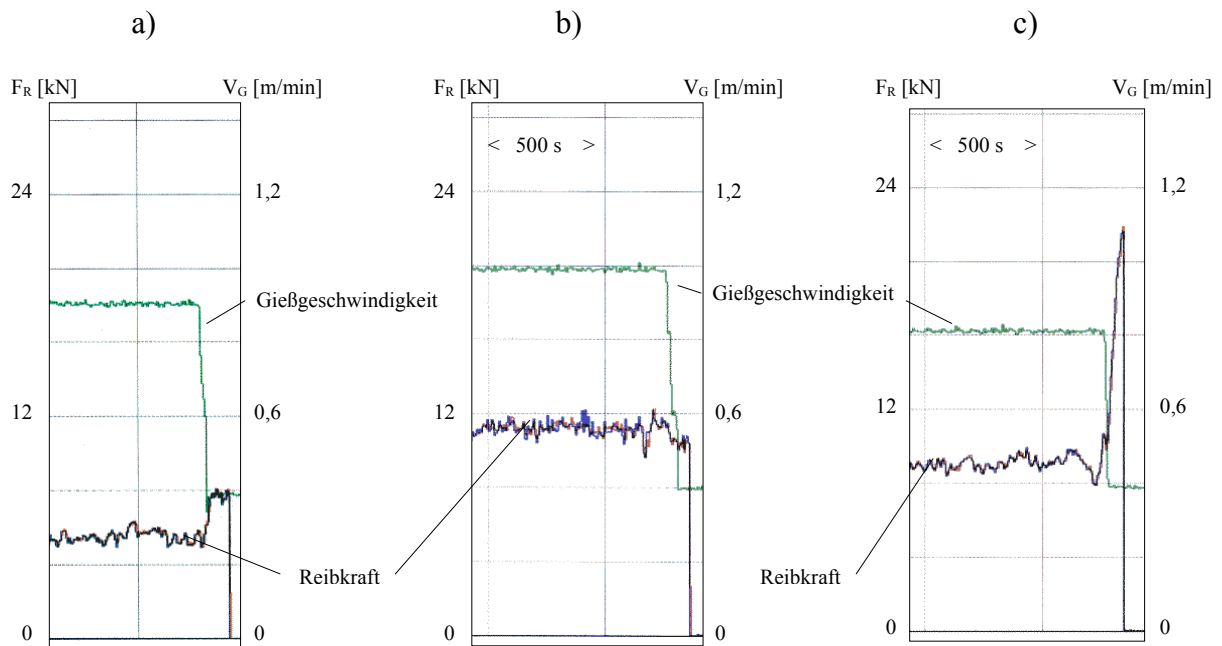 a)
b)
c)
F_R [kN] V_G [m/min]
F_R [kN] V_G [m/min]
F_R [kN] V_G [m/min]
< 500 s >
< 500 s >
24 1,2
24 1,2
24 1,2
Gießgeschwindigkeit
Gießgeschwindigkeit
12 0,6
12 0,6
12 0,6
Reibkraft
Reibkraft
0 0
0 0
0 0